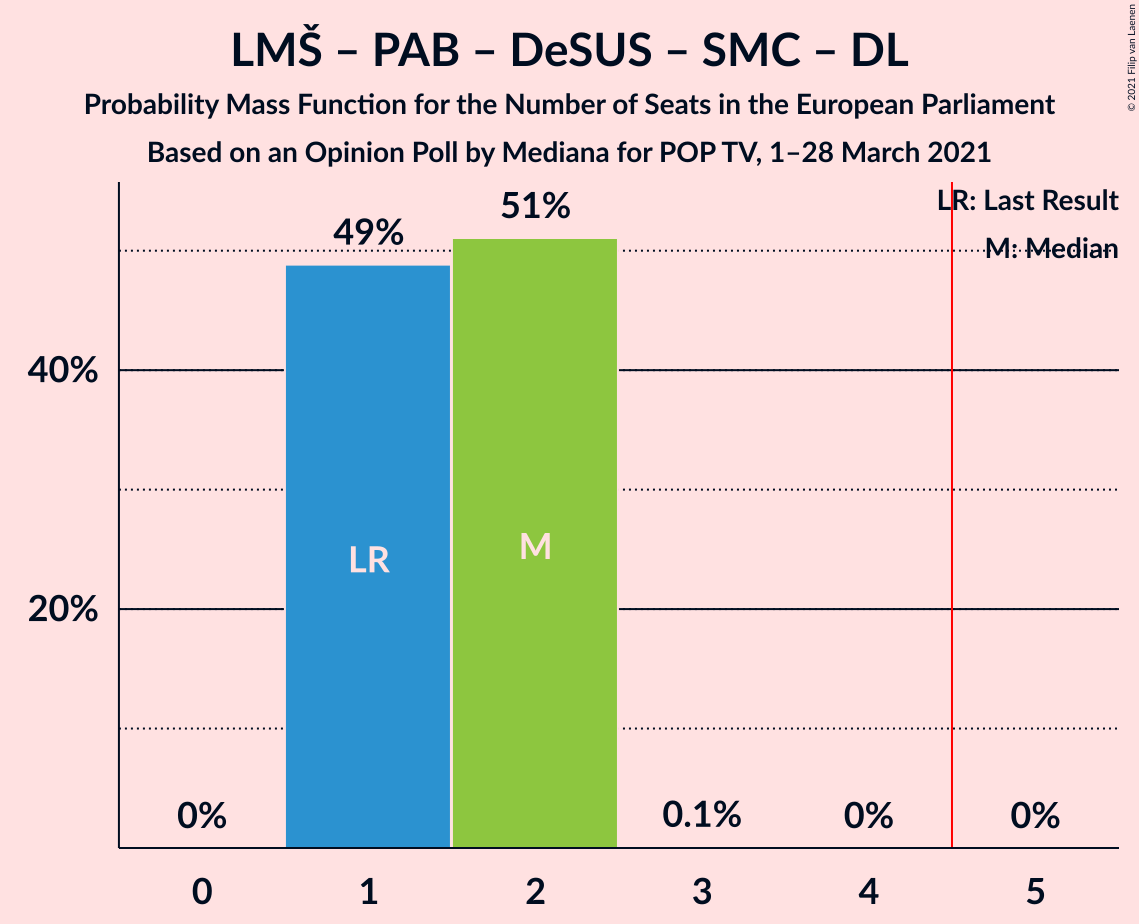 LMŠ – PAB – DeSUS – SMC – DL
Probability Mass Function for the Number of Seats in the European Parliament
Based on an Opinion Poll by Mediana for POP TV, 1–28 March 2021
© 2021 Filip van Laenen
LR: Last Result
M: Median
49%
51%
40%
20%
LR
M
0%
0.1%
0%
0%
0
1
2
3
4
5